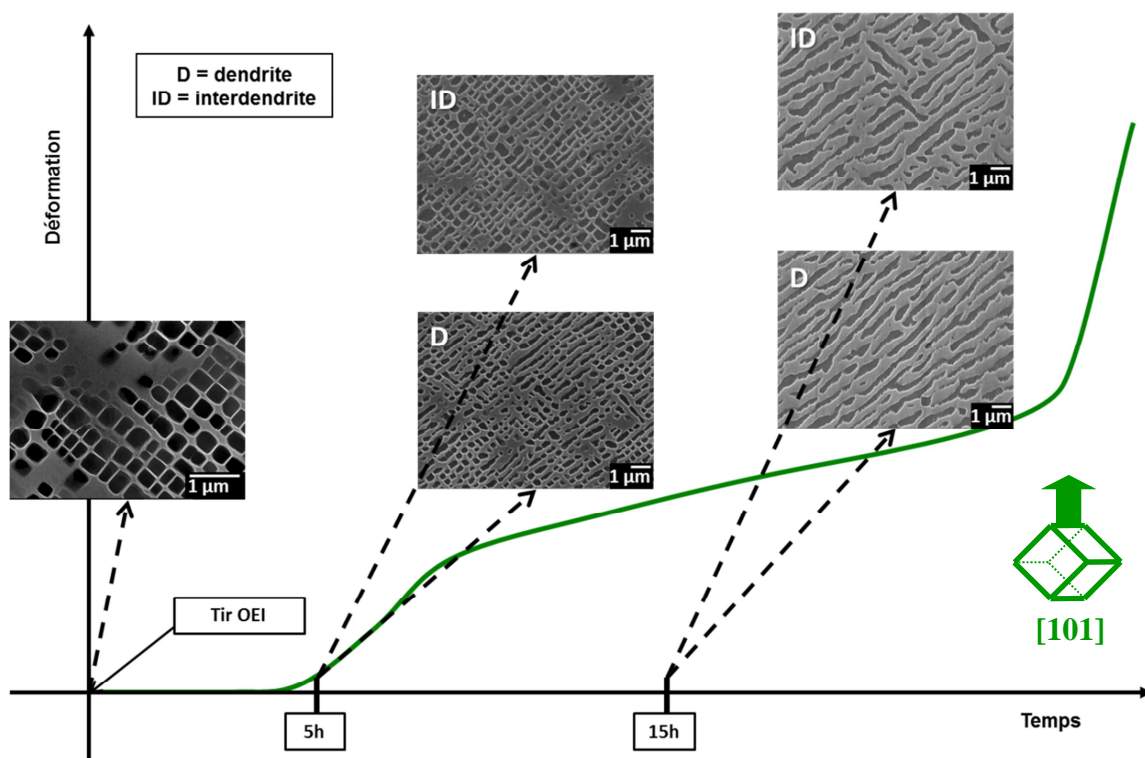 D = dendrite
ID = interdendrite
Déformation
ID
1 µm
ID
1 µm
D
1 µm
D
1 µm
1 µm
Tir OEI
[101]
5h
15h
Temps